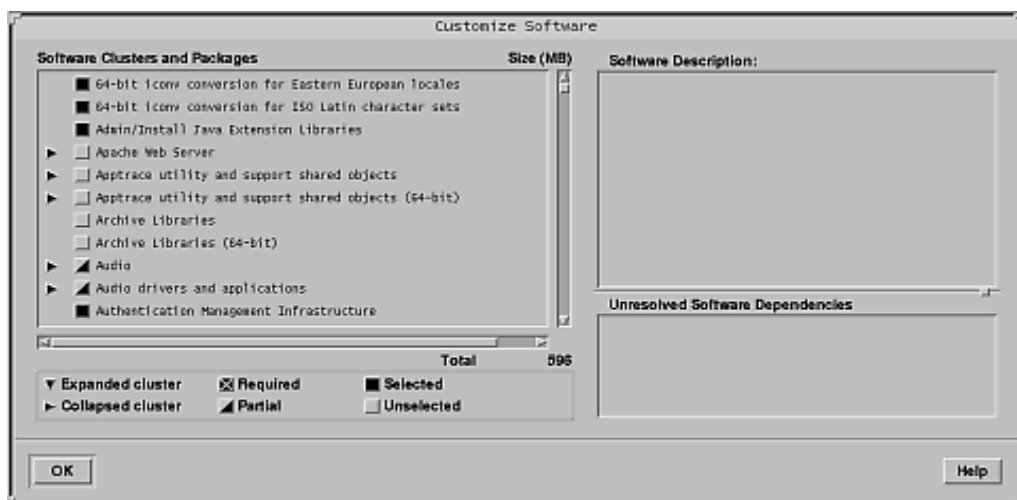 Customize Software
Software Clusters and Packages Size (MB)
64-bit iconv conversion for Eastern European locales
64-bit iconv conversion for ISO Latin character sets
Admin/Install Java Extension Libraries
Apache Web Server
Apptrace utility and support shared objects
Apptrace utility and support shared objects (64-bit)
Archive Libraries
Archive Libraries (64-bit)
Audio
Audio drivers and applications
Authentication Management Infrastructure
Total 596
Expanded cluster Required Selected
Collapsed cluster Partial Unselected
Software Description:
Unresolved Software Dependencies
OK
Help